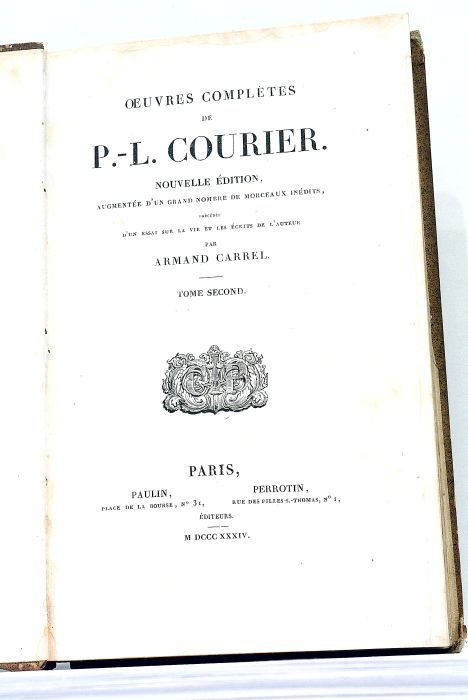 ŒUVRES COMPLÈTES
DE
P.-L. COURIER.
NOUVELLE ÉDITION,
AUGMENTÉE D'UN GRAND NOMBRE DE MORCEAUX INÉDITS,
PRÉCÉDÉE
D'UN ESSAI SUR LA VIE ET LES ÉCRITS DE L'AUTEUR
PAR
ARMAND CARREL.
TOME SECOND.
PARIS,
PAULIN,
PLACE DE LA BOURSE, Nº 31,
PERROTIN,
RUE DES FILLES-S.-THOMAS, Nº 1,
ÉDITEURS.
M DCCC XXXIV.